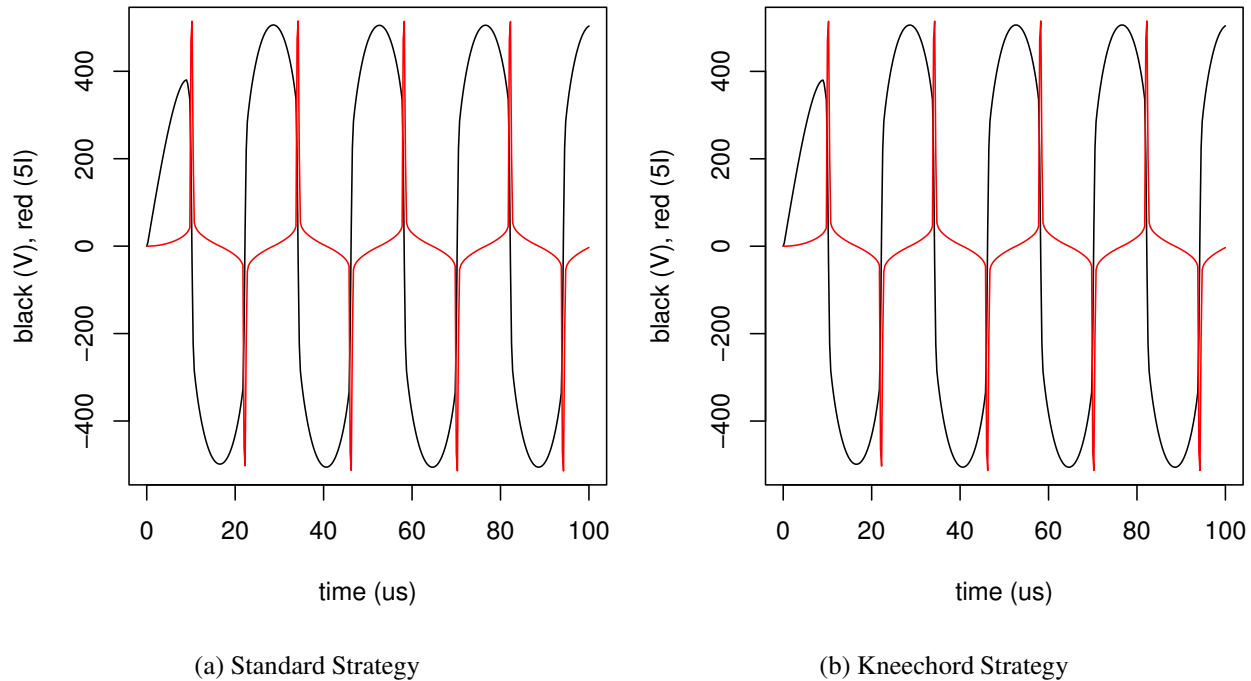 black (V), red (5I)
400
200
0
−200
−400
0 20 40 60 80 100
time (us)
(a) Standard Strategy
black (V), red (5I)
400
200
0
−200
−400
0 20 40 60 80 100
time (us)
(b) Kneechord Strategy